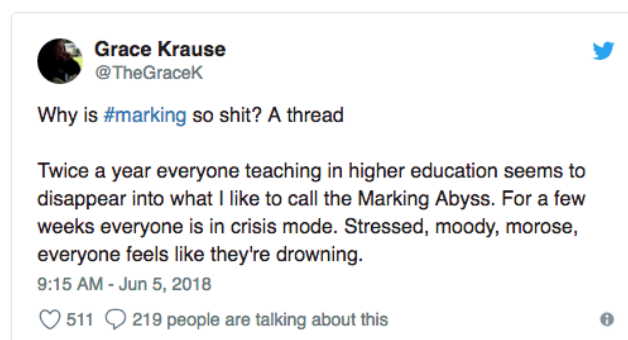 Grace Krause
@TheGraceK
Why is #marking so shit? A thread
Twice a year everyone teaching in higher education seems to
disappear into what I like to call the Marking Abyss. For a few
weeks everyone is in crisis mode. Stressed, moody, morose,
everyone feels like they're drowning.
9:15 AM - Jun 5, 2018
511 219 people are talking about this